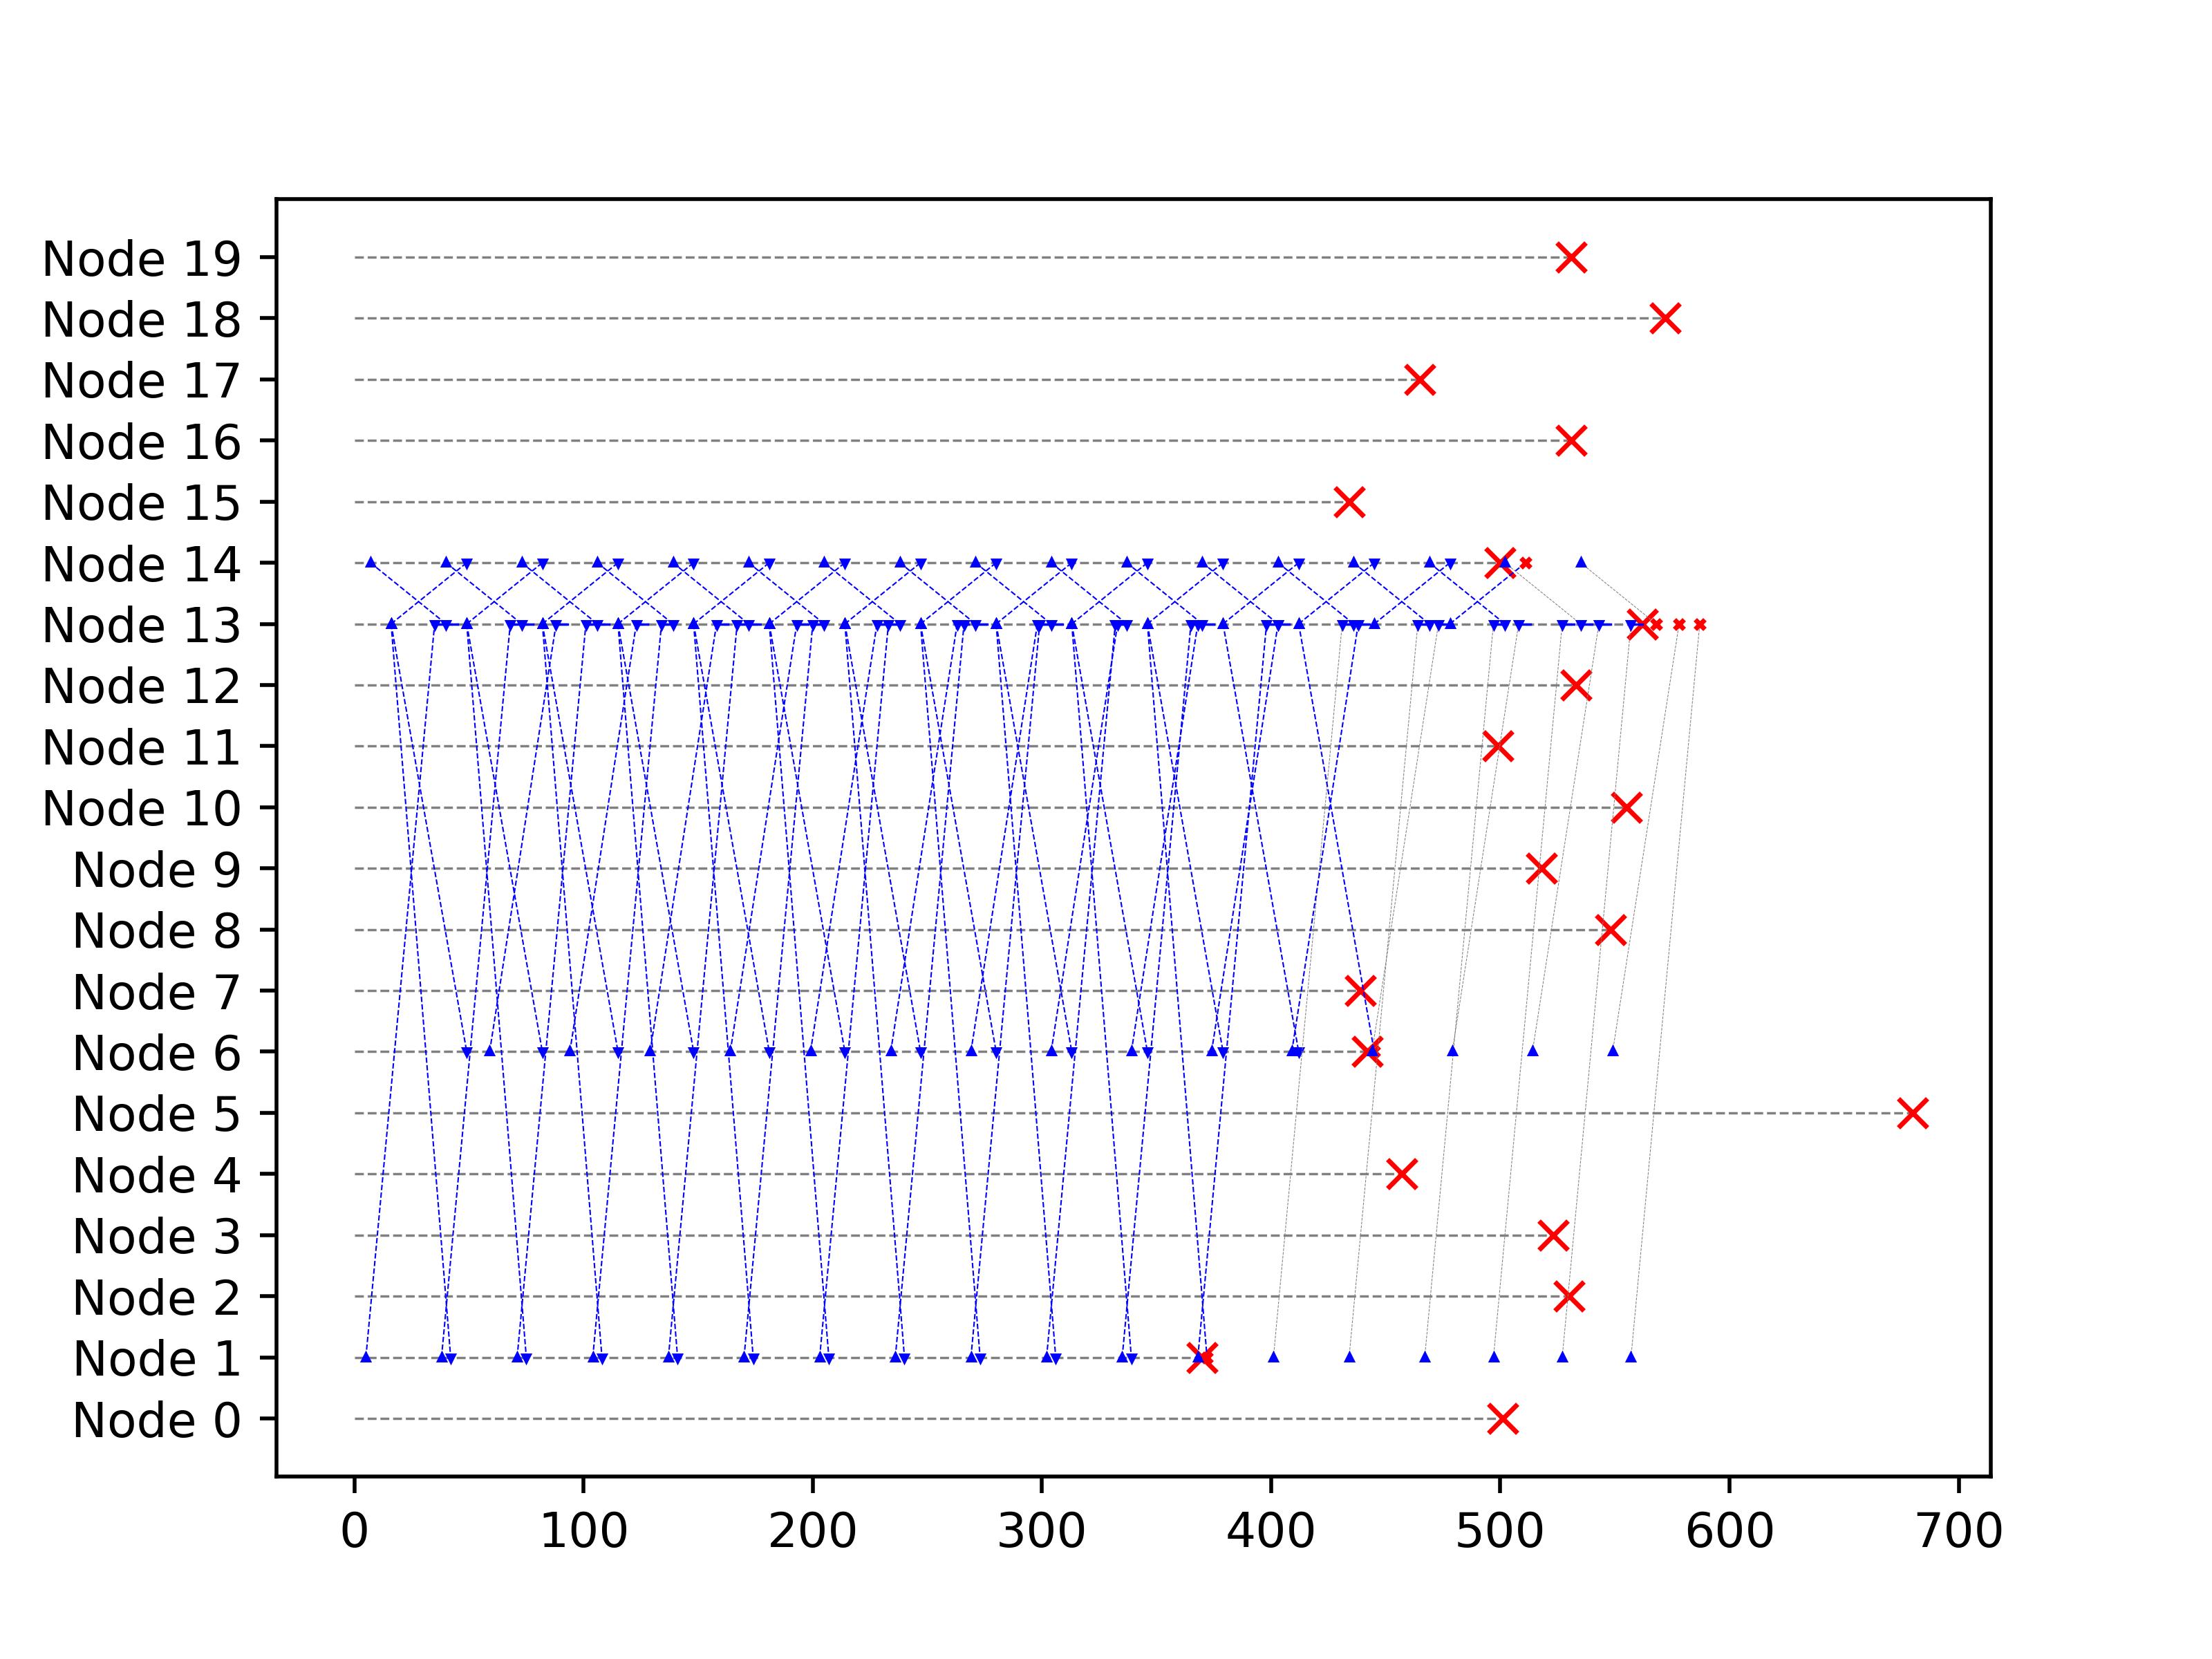 Node 19
Node 18
Node 17
Node 16
Node 15
Node 14
Node 13
Node 12
Node 11
Node 10
Node 9
Node 8
Node 7
Node 6
Node 5
Node 4
Node 3
Node 2
Node 1
Node 0
0 100 200 300 400 500 600 700